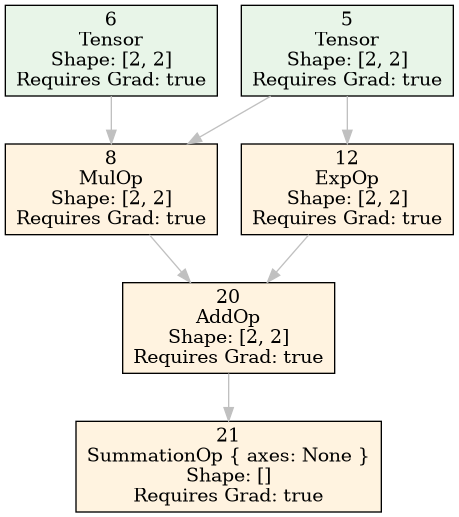 6
Tensor
Shape: [2, 2]
Requires Grad: true
5
Tensor
Shape: [2, 2]
Requires Grad: true
8
MulOp
Shape: [2, 2]
Requires Grad: true
12
ExpOp
Shape: [2, 2]
Requires Grad: true
20
AddOp
Shape: [2, 2]
Requires Grad: true
21
SummationOp { axes: None }
Shape: []
Requires Grad: true